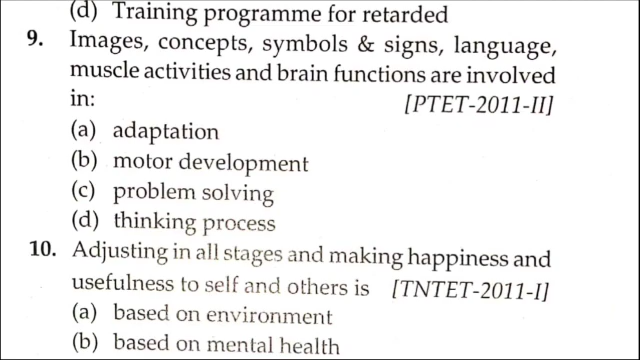 (d) Training programme for retarded
9. Images, concepts, symbols & signs, language,
muscle activities and brain functions are involved
in: [PTET-2011-II]
(a) adaptation
(b) motor development
(c) problem solving
(d) thinking process
10. Adjusting in all stages and making happiness and
usefulness to self and others is [TNTET-2011-I]
(a) based on environment
(b) based on mental health